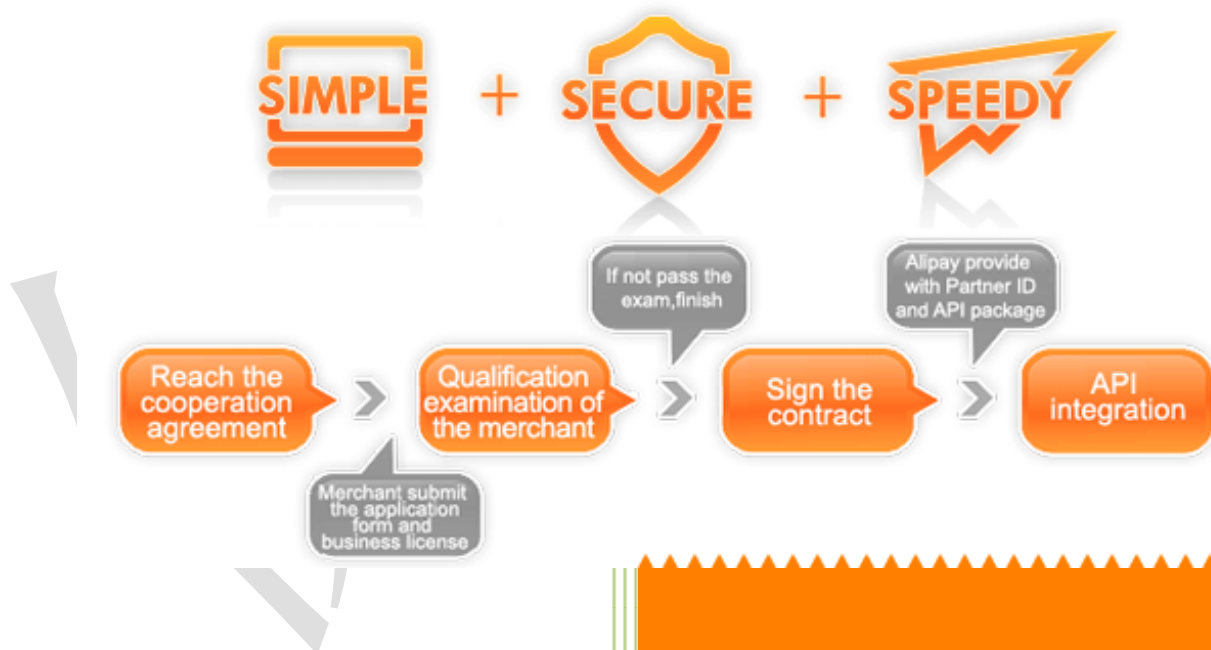 SIMPLE + SECURE + SPEEDY
If not pass the
exam,finish
Alipay provide
with Partner ID
and API package
Reach the
cooperation
agreement
Qualification
examination of
the merchant
Sign the
contract
API
integration
Merchant submit
the application
form and
business license